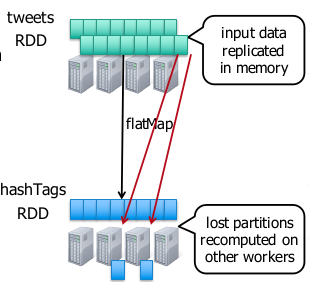 tweets
RDD
input data
replicated
in memory
flatMap
hashTags
RDD
lost partitions
recomputed on
other workers